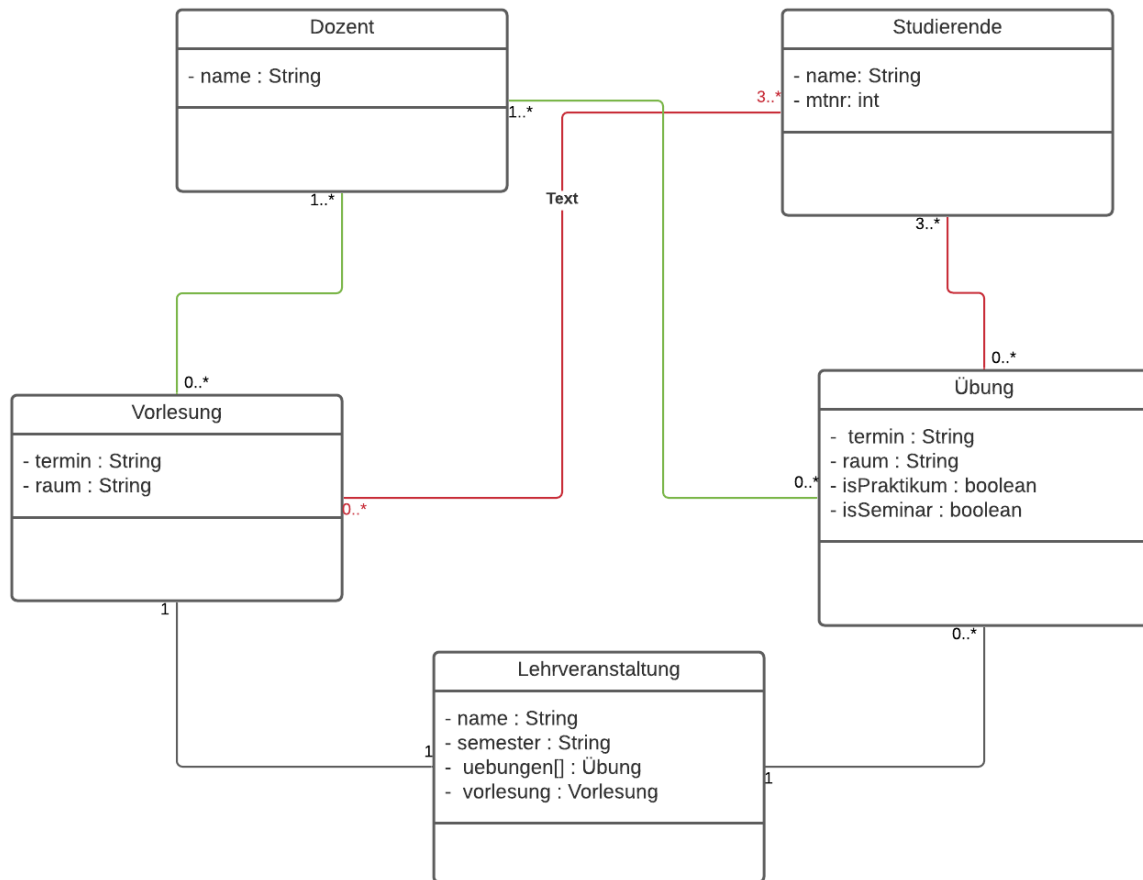 Dozent
- name : String
1..*
1..*
Studierende
- name: String
- mtnr: int
3..*
3..*
Text
0..*
Vorlesung
- termin : String
- raum : String
0..*
1
0..*
Übung
- termin : String
- raum : String
- isPraktikum : boolean
- isSeminar : boolean
0..*
0..*
Lehrveranstaltung
- name : String
- semester : String
- uebungen[] : Übung
- vorlesung : Vorlesung
1
1